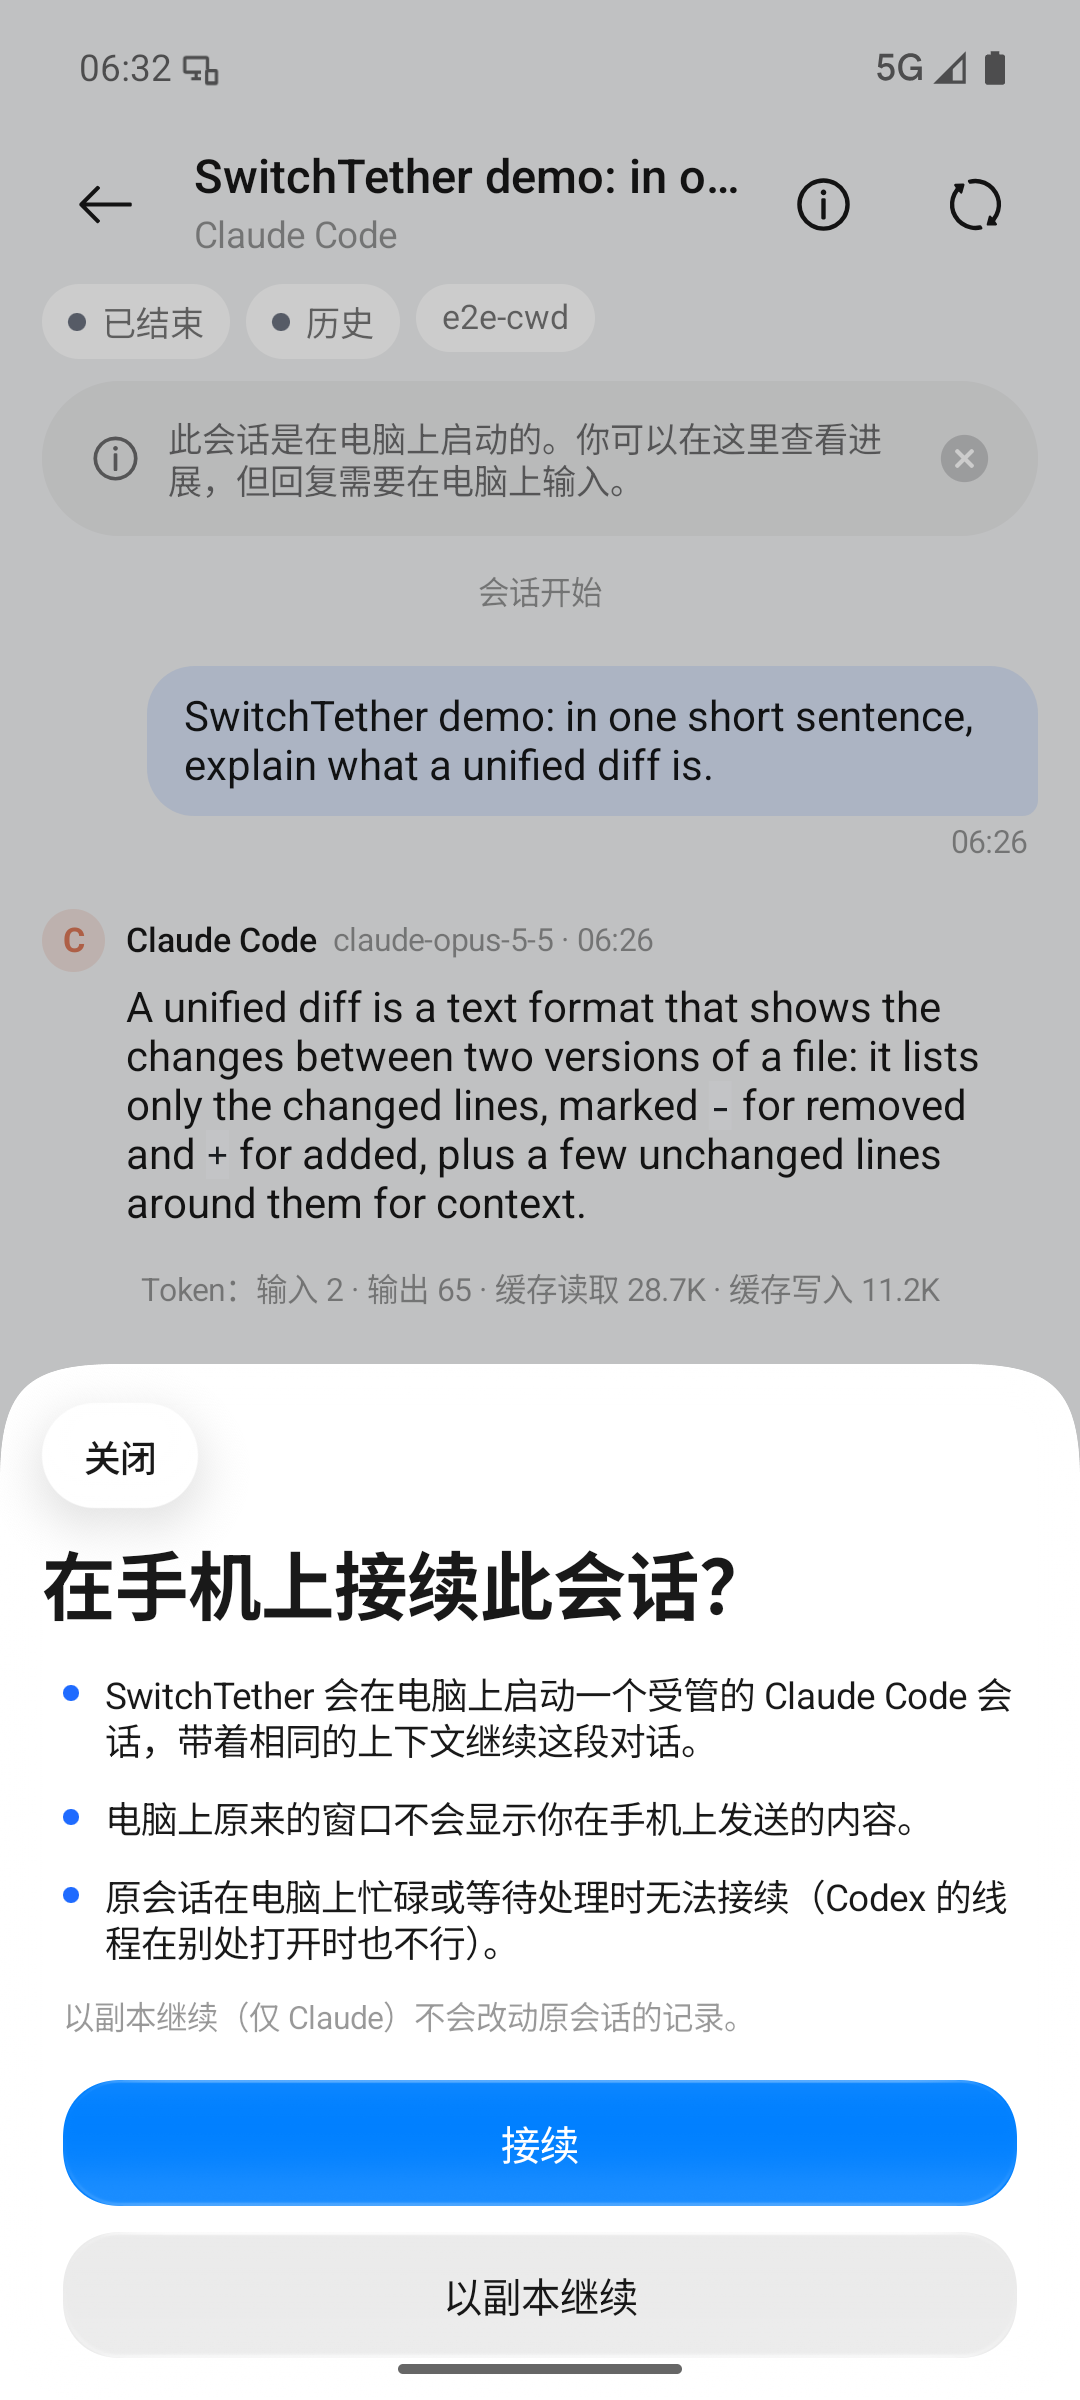 06:32
5G
SwitchTether demo: in o...
Claude Code
已结束
历史
e2e-cwd
此会话是在电脑上启动的。你可以在这里查看进
展，但回复需要在电脑上输入。
会话开始
SwitchTether demo: in one short sentence,
explain what a unified diff is.
06:26
C
Claude Code claude-opus-5-5 · 06:26
A unified diff is a text format that shows the
changes between two versions of a file: it lists
only the changed lines, marked - for removed
and + for added, plus a few unchanged lines
around them for context.
Token：输入 2 · 输出 65 · 缓存读取 28.7K · 缓存写入 11.2K
关闭
在手机上接续此会话？
SwitchTether 会在电脑上启动一个受管的 Claude Code 会
话，带着相同的上下文继续这段对话。
电脑上原来的窗口不会显示你在手机上发送的内容。
原会话在电脑上忙碌或等待处理时无法接续（Codex 的线
程在别处打开时也不行）。
以副本继续（仅 Claude）不会改动原会话的记录。
接续
以副本继续